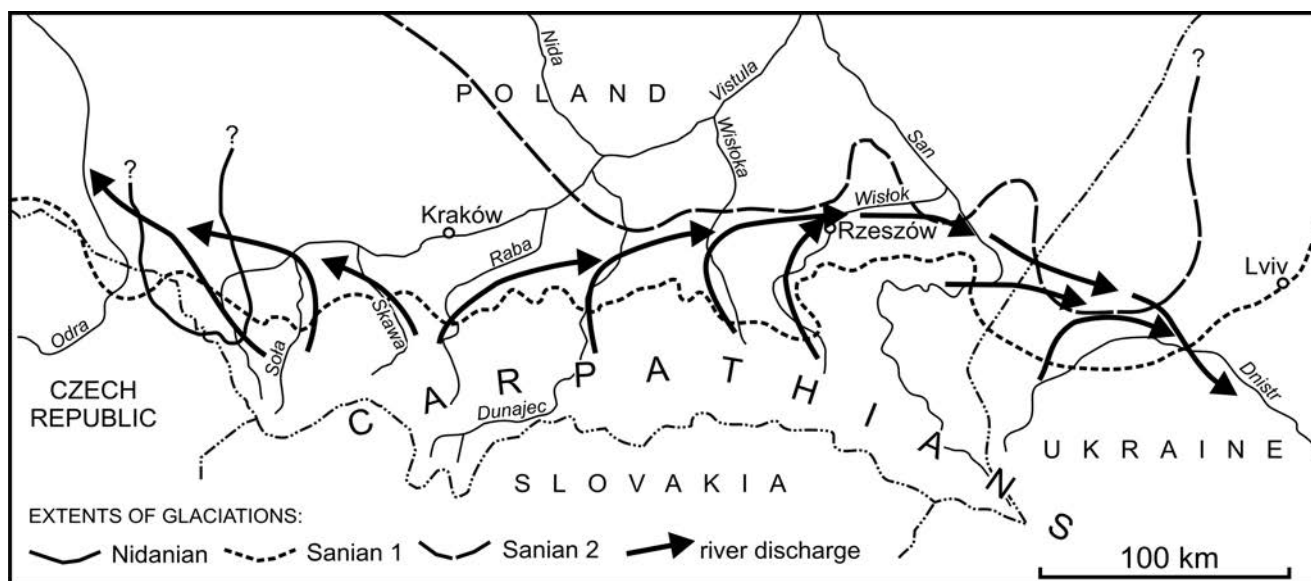 Nida
POLAND
Vistula
?
?
?
Wisłoka
San
Wisłok
Kraków
Rzeszów
Raba
Lviv
Skawa
Odra
Soła
CZECH
REPUBLIC
CARPATHIANS
Dunajec
Dnistr
UKRAINE
SLOVAKIA
EXTENTS OF GLACIATIONS:
Nidanian
Sanian 1
Sanian 2
river discharge
100 km